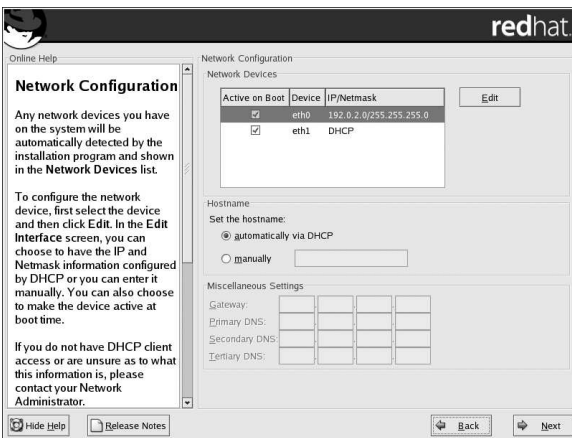 redhat.
Online Help
Network Configuration
Any network devices you have
on the system will be
automatically detected by the
installation program and shown
in the Network Devices list.
To configure the network
device, first select the device
and then click Edit. In the Edit
Interface screen, you can
choose to have the IP and
Netmask information configured
by DHCP or you can enter it
manually. You can also choose
to make the device active at
boot time.
If you do not have DHCP client
access or are unsure as to what
this information is, please
contact your Network
Administrator.
Network Configuration
Network Devices
Active on Boot Device IP/Netmask
eth0 192.0.2.0/255.255.255.0
eth1 DHCP
Edit
Hostname
Set the hostname:
automatically via DHCP
manually
Miscellaneous Settings
Gateway:
Primary DNS:
Secondary DNS:
Tertiary DNS:
Hide Help
Release Notes
Back
Next